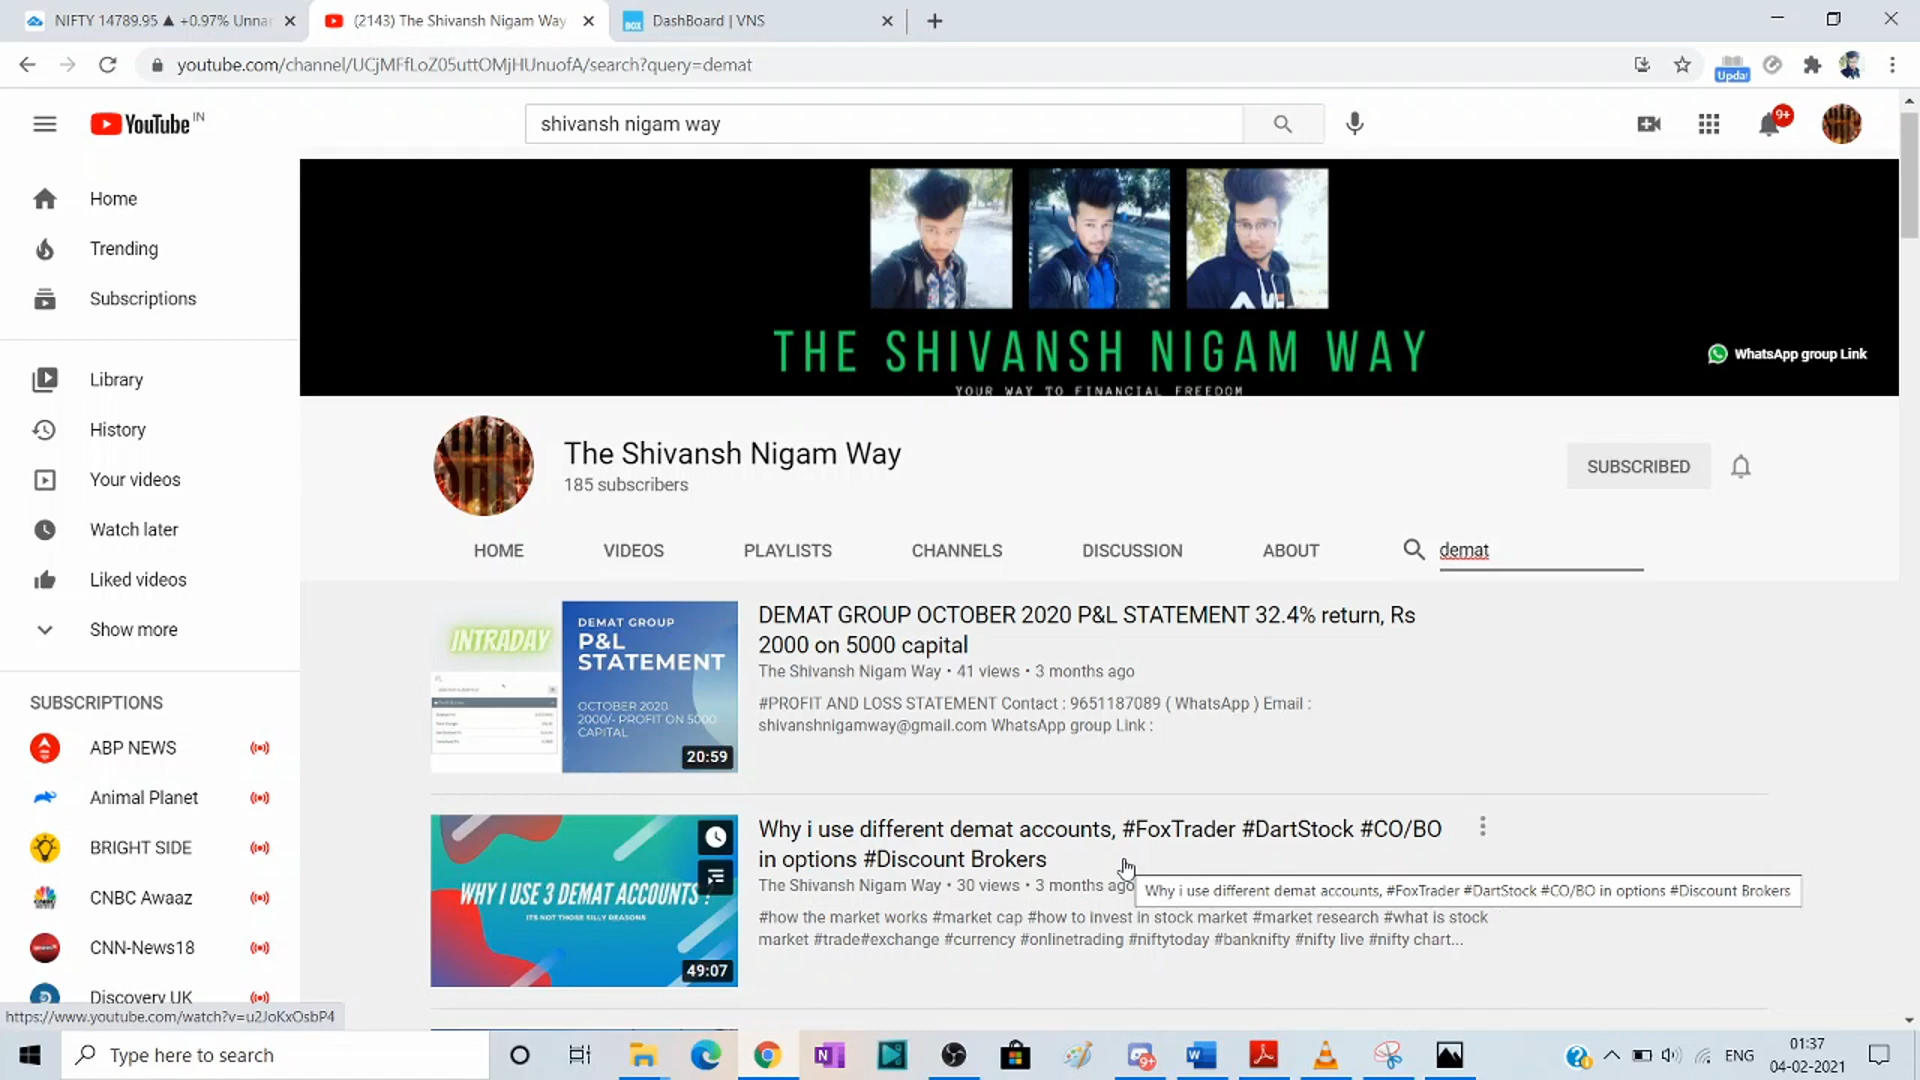 NIFTY 14789.95 ▲ +0.97% Unna
(2143) The Shivansh Nigam Way
DashBoard | VNS
youtube.com/channel/UCjMFfLoZ05uttOMjHUnuofA/search?query=demat
Updat
YouTube IN
shivansh nigam way
9+
Home
Trending
Subscriptions
Library
History
Your videos
Watch later
Liked videos
Show more
SUBSCRIPTIONS
ABP NEWS
Animal Planet
BRIGHT SIDE
CNBC Awaaz
CNN-News18
Discovery UK
THE SHIVANSH NIGAM WAY
YOUR WAY TO FINANCIAL FREEDOM
WhatsApp group Link
The Shivansh Nigam Way
185 subscribers
SUBSCRIBED
HOME VIDEOS PLAYLISTS CHANNELS DISCUSSION ABOUT demat
INTRADAY
DEMAT GROUP
P&L
STATEMENT
OCTOBER 2020
2000/- PROFIT ON 5000
CAPITAL
20:59
DEMAT GROUP OCTOBER 2020 P&L STATEMENT 32.4% return, Rs
2000 on 5000 capital
The Shivansh Nigam Way • 41 views • 3 months ago
#PROFIT AND LOSS STATEMENT Contact : 9651187089 ( WhatsApp ) Email :
shivanshnigamway@gmail.com WhatsApp group Link :
WHY I USE 3 DEMAT ACCOUNTS ?
ITS NOT THOSE SILLY REASONS
49:07
Why i use different demat accounts, #FoxTrader #DartStock #CO/BO
in options #Discount Brokers
The Shivansh Nigam Way • 30 views • 3 months ago
Why i use different demat accounts, #FoxTrader #DartStock #CO/BO in options #Discount Brokers
#how the market works #market cap #how to invest in stock market #market research #what is stock
market #trade#exchange #currency #onlinetrading #niftytoday #banknifty #nifty live #nifty chart...
https://www.youtube.com/watch?v=u2JoKxOsbP4
Type here to search
9+
ENG
01:37
04-02-2021